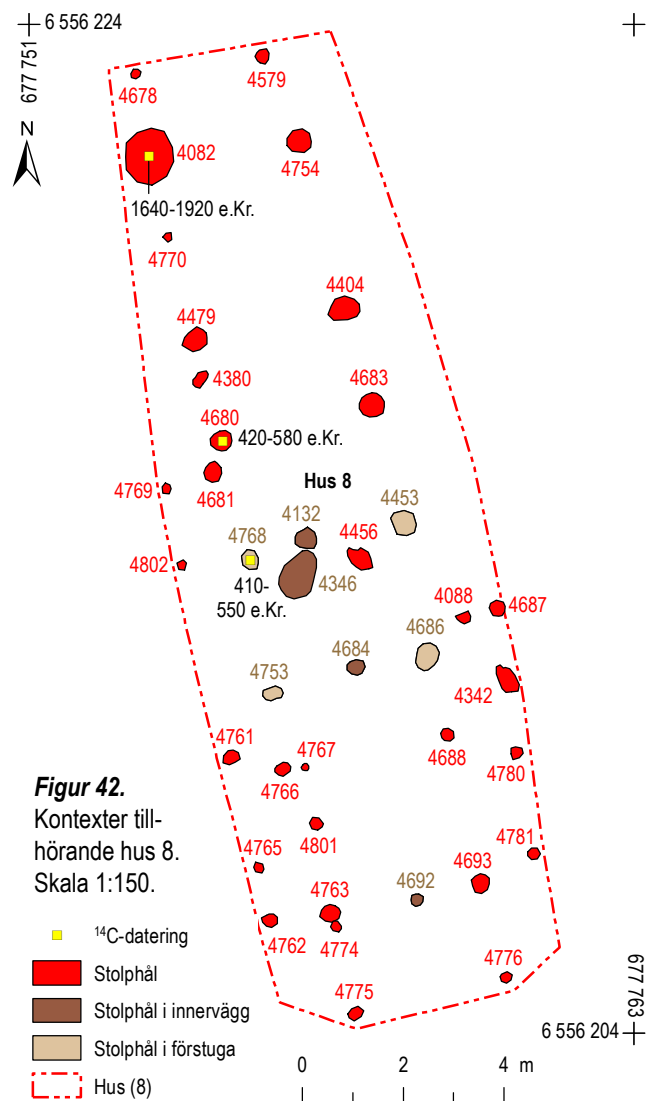 6 556 224
677 751
4579
4678
N
4082
4754
1640-1920 e.Kr.
4770
4404
4479
4380
4683
4680
420-580 e.Kr.
4681
Hus 8
4769
4453
4132
4456
4768
4802
4346
410-
550 e.Kr.
4088
4687
4686
4684
4753
4342
4761
4767
4688
4766
4780
Figur 42.
Kontexter till-
hörande hus 8.
Skala 1:150.
4801
4781
4765
4693
4763
4692
14C-datering
4762
4774
4776
677 763
Stolphål
4775
Stolphål i innervägg
6 556 204
Stolphål i förstuga
0 2 4 m
Hus (8)